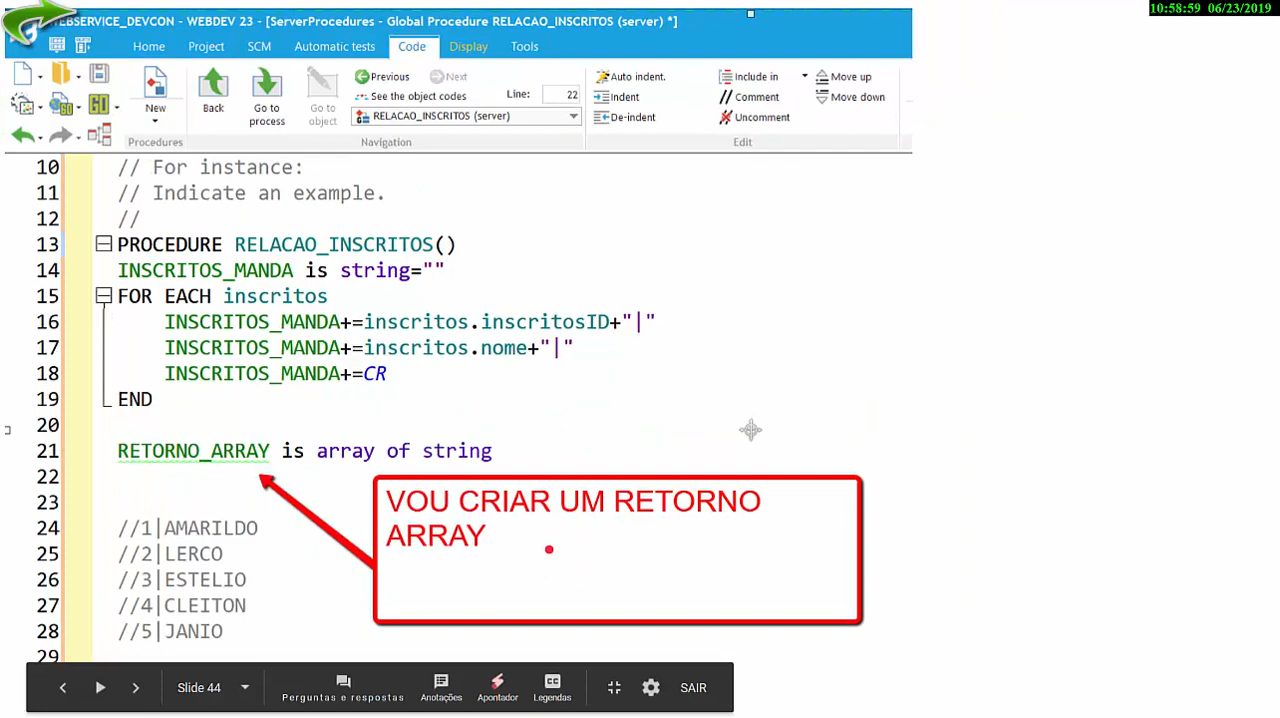 WEBSERVICE_DEVCON - WEBDEV 23 - [ServerProcedures - Global Procedure RELACAO_INSCRITOS (server) *]
10:58:59 06/23/2019
Home Project SCM Automatic tests Code Display Tools
Previous Next
See the object codes Line: 22
RELACAO_INSCRITOS (server)
New Back Go to process Go to object
Auto indent. Include in Move up
Indent // Comment Move down
De-indent Uncomment
Procedures Navigation Edit
10 // For instance:
11 // Indicate an example.
12 //
13 PROCEDURE RELACAO_INSCRITOS()
14 INSCRITOS_MANDA is string=""
15 FOR EACH inscritos
16 INSCRITOS_MANDA+=inscritos.inscritosID+"|"
17 INSCRITOS_MANDA+=inscritos.nome+"|"
18 INSCRITOS_MANDA+=CR
19 END
20
21 RETORNO_ARRAY is array of string
22
23
VOU CRIAR UM RETORNO
ARRAY
24 //1|AMARILDO
25 //2|LERCO
26 //3|ESTELIO
27 //4|CLEITON
28 //5|JANIO
29
Slide 44 Perguntas e respostas Anotações Apontador Legendas SAIR